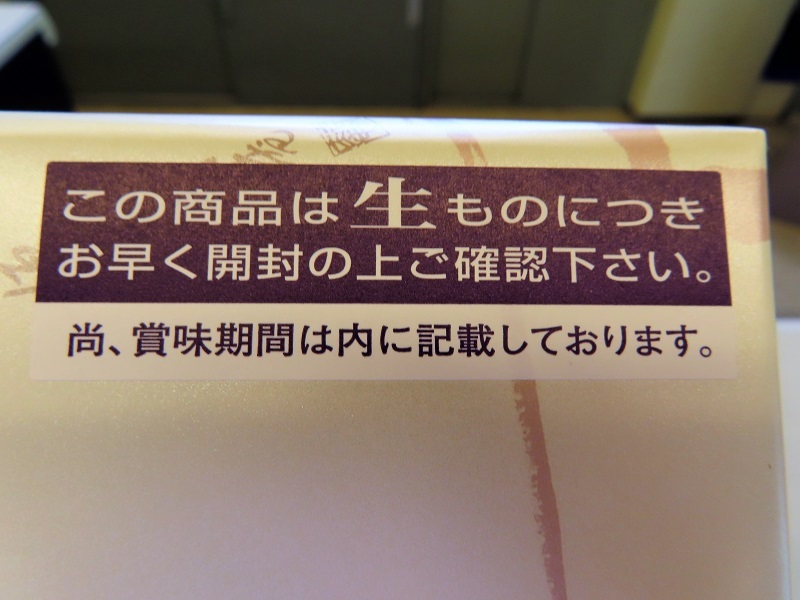 この商品は生ものにつき
お早く開封の上ご確認下さい。
尚、賞味期間は内に記載しております。